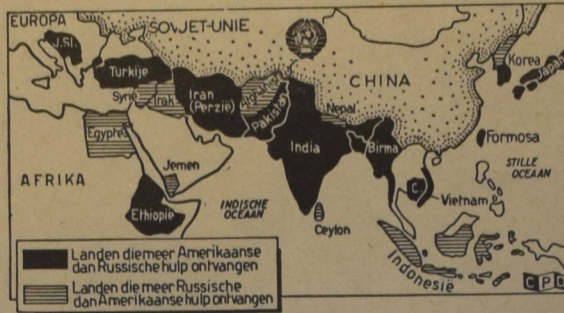 EUROPA
SOVJET-UNIE
J.Sl.
Turkije
Syrië
Irak
Iran
(Perzië)
Afghanistan
Pakistan
CHINA
Korea
Japan
Egypte
Nepal
India
Birma
Formosa
Jemen
AFRIKA
INDISCHE
OCEAAN
STILLE
OCEAAN
C.
Vietnam
Ethiopie
Ceylon
Indonesië
Landen die meer Amerikaanse
dan Russische hulp ontvangen
Landen die meer Russische
dan Amerikaanse hulp ontvangen
CPD